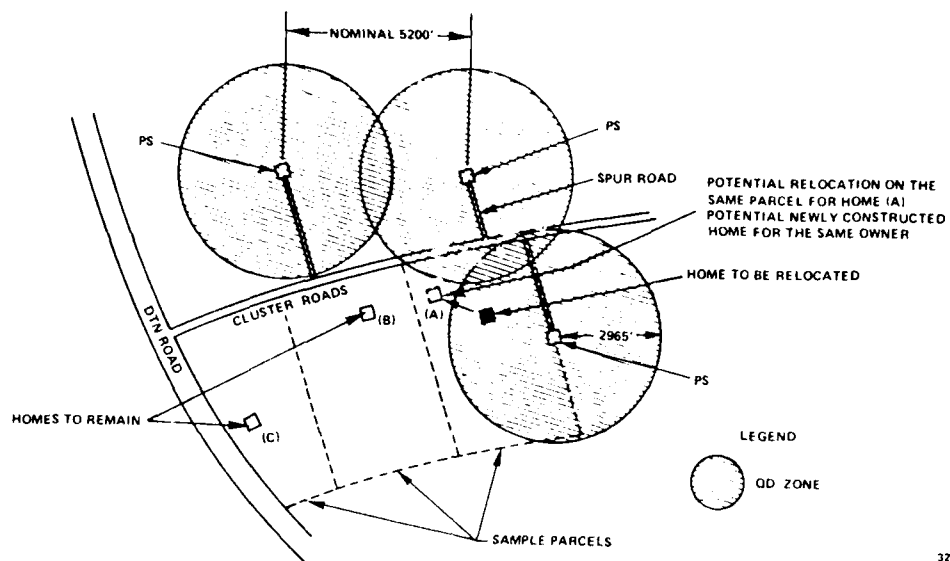 NOMINAL 5200'
PS
PS
SPUR ROAD
POTENTIAL RELOCATION ON THE
SAME PARCEL FOR HOME (A)
POTENTIAL NEWLY CONSTRUCTED
HOME FOR THE SAME OWNER
HOME TO BE RELOCATED
CLUSTER ROADS
(A)
(B)
DTN ROAD
2965'
PS
HOMES TO REMAIN
(C)
LEGEND
QD ZONE
SAMPLE PARCELS
32